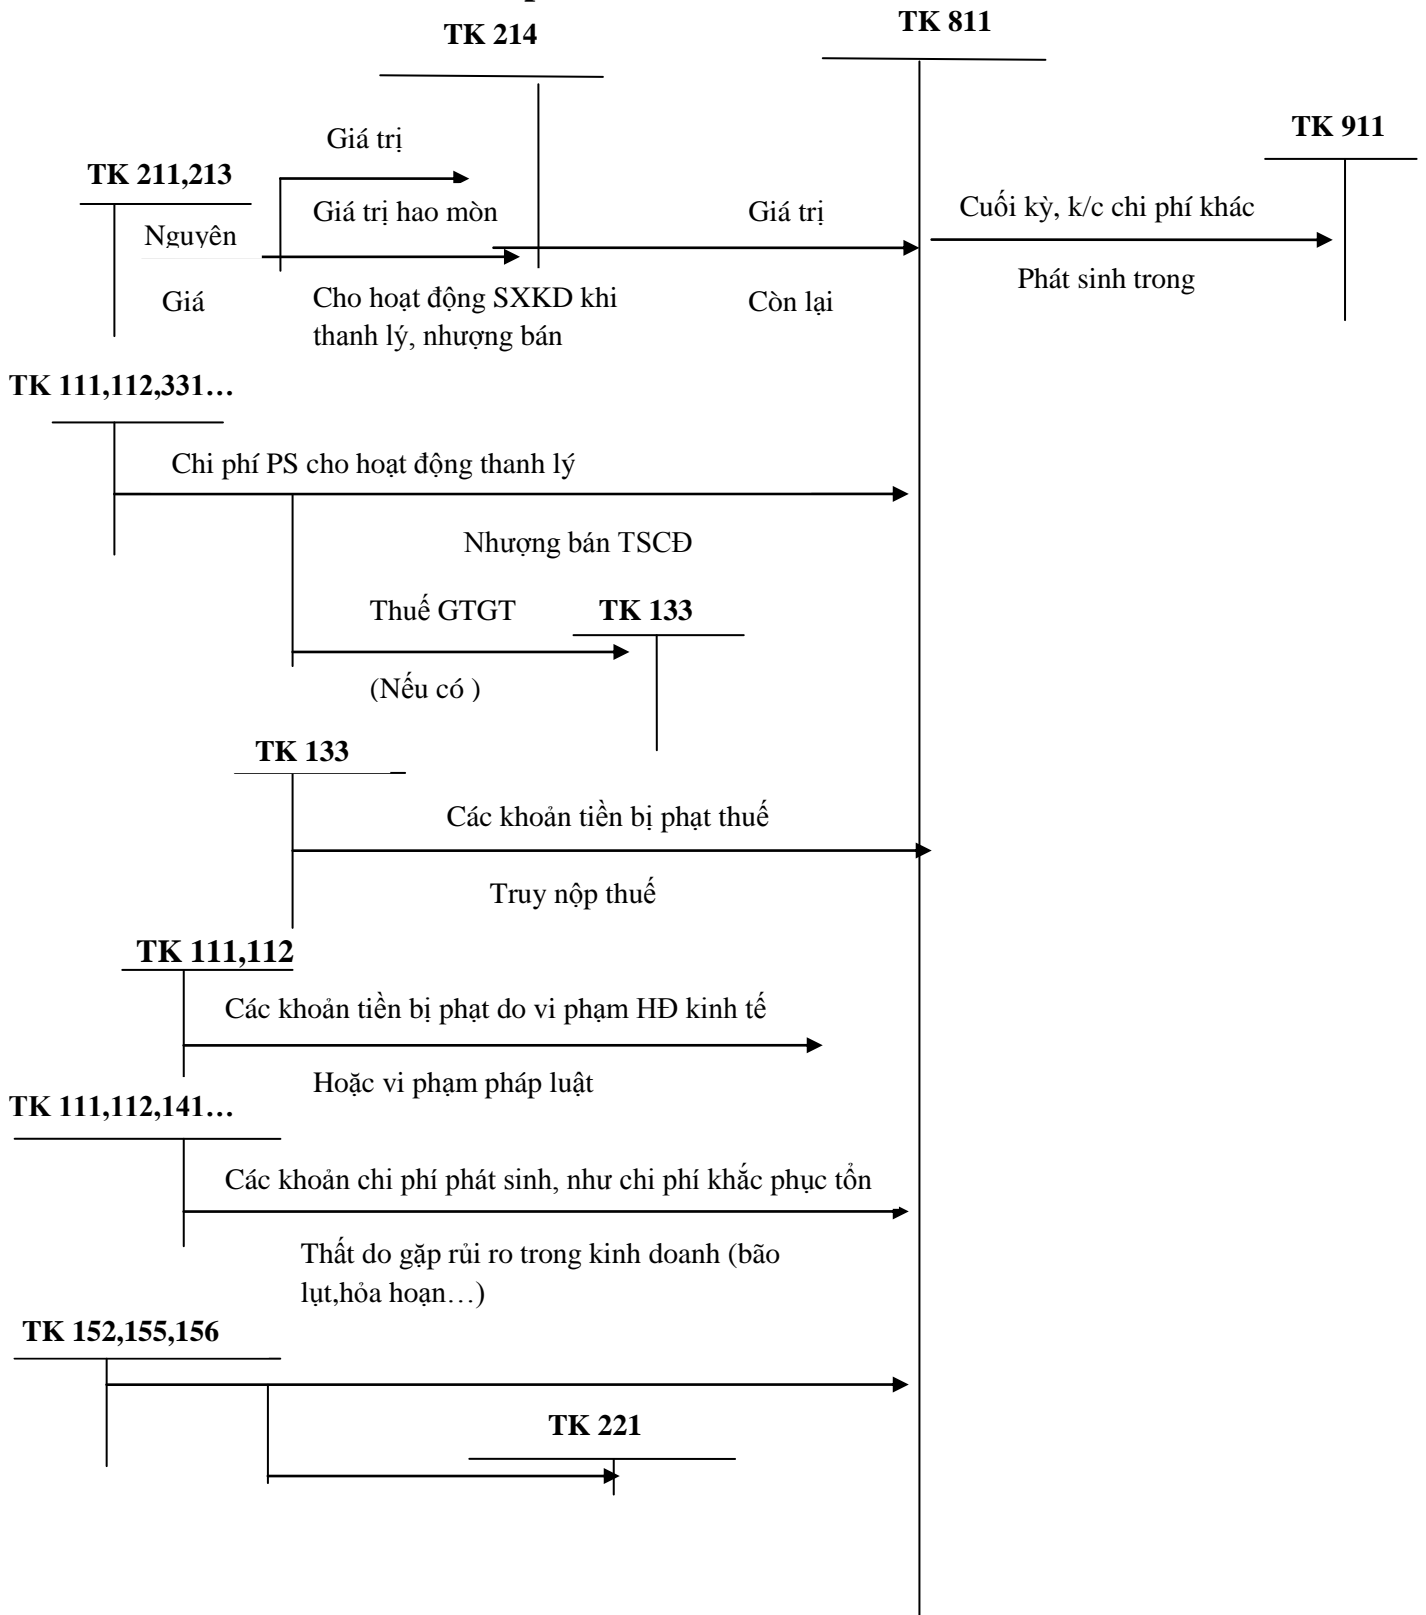 TK 811
TK 214
TK 911
Giá trị
TK 211,213
Giá trị hao mòn
Giá trị
Cuối kỳ, k/c chi phí khác
Nguyên
Phát sinh trong
Giá
Cho hoạt động SXKD khi
Còn lại
thanh lý, nhượng bán
TK 111,112,331…
Chi phí PS cho hoạt động thanh lý
Nhượng bán TSCĐ
Thuế GTGT
TK 133
(Nếu có )
TK 133
Các khoản tiền bị phạt thuế
Truy nộp thuế
TK 111,112
Các khoản tiền bị phạt do vi phạm HĐ kinh tế
Hoặc vi phạm pháp luật
TK 111,112,141…
Các khoản chi phí phát sinh, như chi phí khắc phục tổn
Thất do gặp rủi ro trong kinh doanh (bão
lụt,hỏa hoạn…)
TK 152,155,156
TK 221